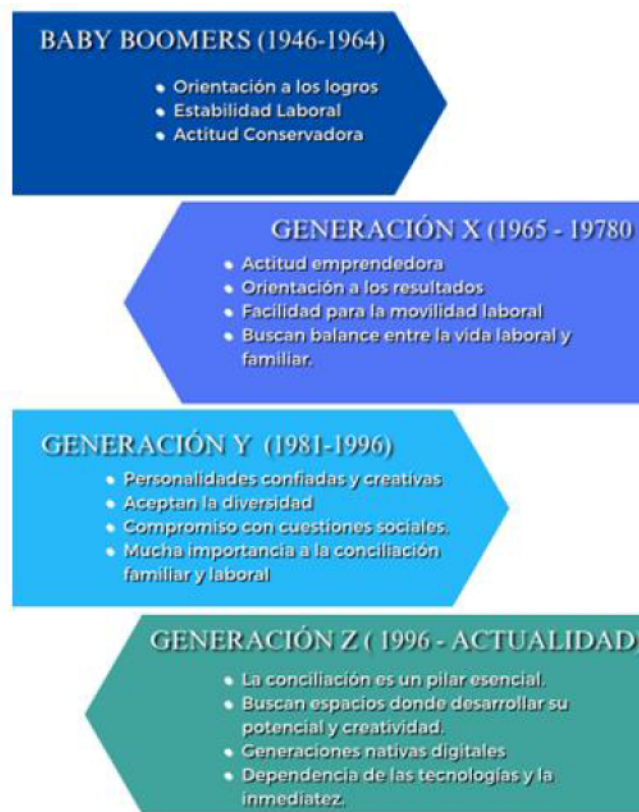 BABY BOOMERS (1946-1964)
• Orientación a los logros
• Estabilidad Laboral
• Actitud Conservadora
GENERACIÓN X (1965 - 19780
• Actitud emprendedora
• Orientación a los resultados
• Facilidad para la movilidad laboral
• Buscan balance entre la vida laboral y
familiar.
GENERACIÓN Y (1981-1996)
• Personalidades confiadas y creativas
• Aceptan la diversidad
• Compromiso con cuestiones sociales.
• Mucha importancia a la conciliación
familiar y laboral
GENERACIÓN Z ( 1996 - ACTUALIDAD)
• La conciliación es un pilar esencial.
• Buscan espacios donde desarrollar su
potencial y creatividad.
• Generaciones nativas digitales
• Dependencia de las tecnologías y la
inmediatez.